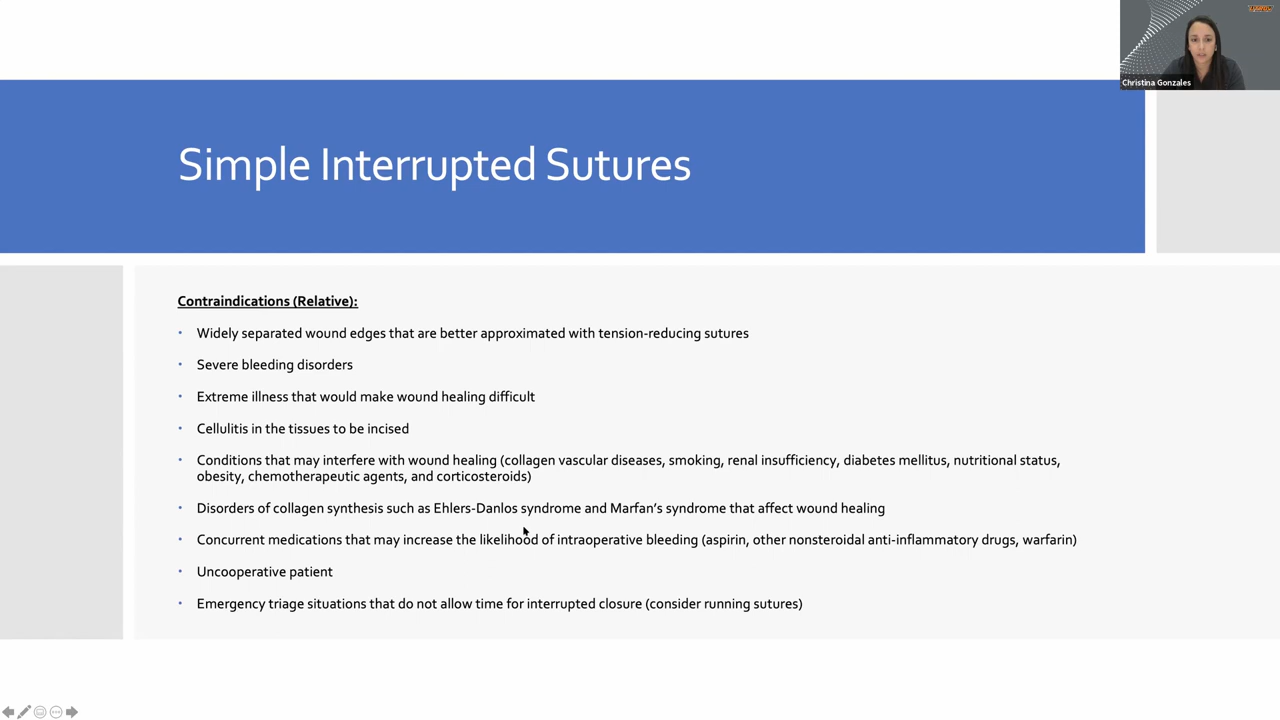 Christina Gonzales
Simple Interrupted Sutures
Contraindications (Relative):
• Widely separated wound edges that are better approximated with tension-reducing sutures
• Severe bleeding disorders
• Extreme illness that would make wound healing difficult
• Cellulitis in the tissues to be incised
• Conditions that may interfere with wound healing (collagen vascular diseases, smoking, renal insufficiency, diabetes mellitus, nutritional status,
obesity, chemotherapeutic agents, and corticosteroids)
• Disorders of collagen synthesis such as Ehlers-Danlos syndrome and Marfan's syndrome that affect wound healing
• Concurrent medications that may increase the likelihood of intraoperative bleeding (aspirin, other nonsteroidal anti-inflammatory drugs, warfarin)
• Uncooperative patient
• Emergency triage situations that do not allow time for interrupted closure (consider running sutures)